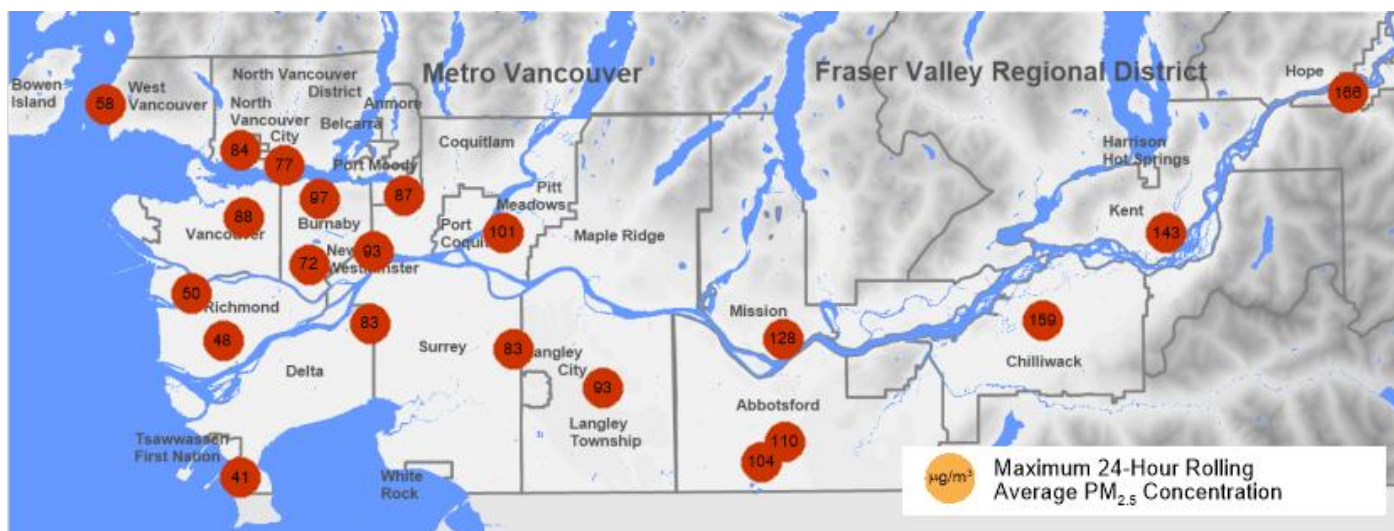 Metro Vancouver
Fraser Valley Regional District
Bowen
Island
58
West
Vancouver
North Vancouver
District
North
Vancouver
City
84
77
Belcarra
Anmore
Port Moody
87
Coquitlam
Hope
166
Harrison
Hot Springs
Kent
143
97
Burnaby
88
Vancouver
72
New
Westminster
93
Port
Coquitlam
101
Pitt
Meadows
Maple Ridge
50
Richmond
48
83
Surrey
83
Langley
City
93
Langley
Township
Delta
Mission
128
159
Chilliwack
Abbotsford
110
104
Tsawwassen
First Nation
41
White
Rock
μg/m³
Maximum 24-Hour Rolling
Average PM2.5 Concentration